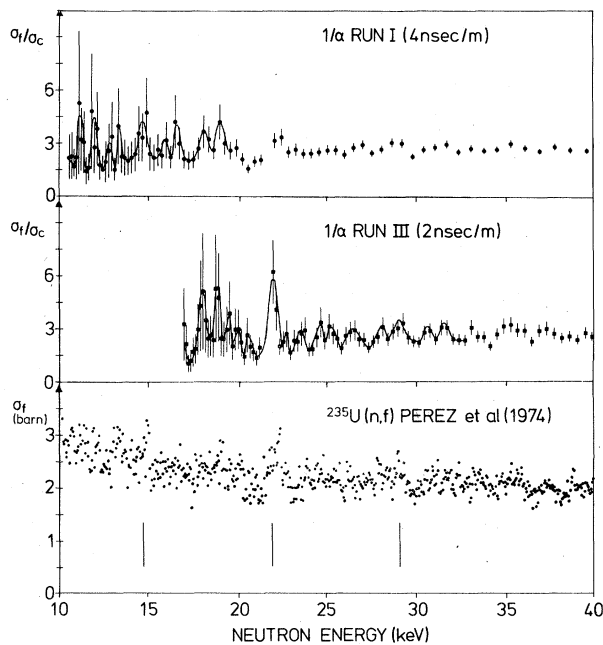 σf/σc
1/α RUN I (4nsec/m)
6
3
0
σf/σc
1/α RUN III (2nsec/m)
6
3
0
σf
(barn)
²³⁵U(n,f) PEREZ et al (1974)
3
2
1
0
10 15 20 25 30 35 40
NEUTRON ENERGY (keV)